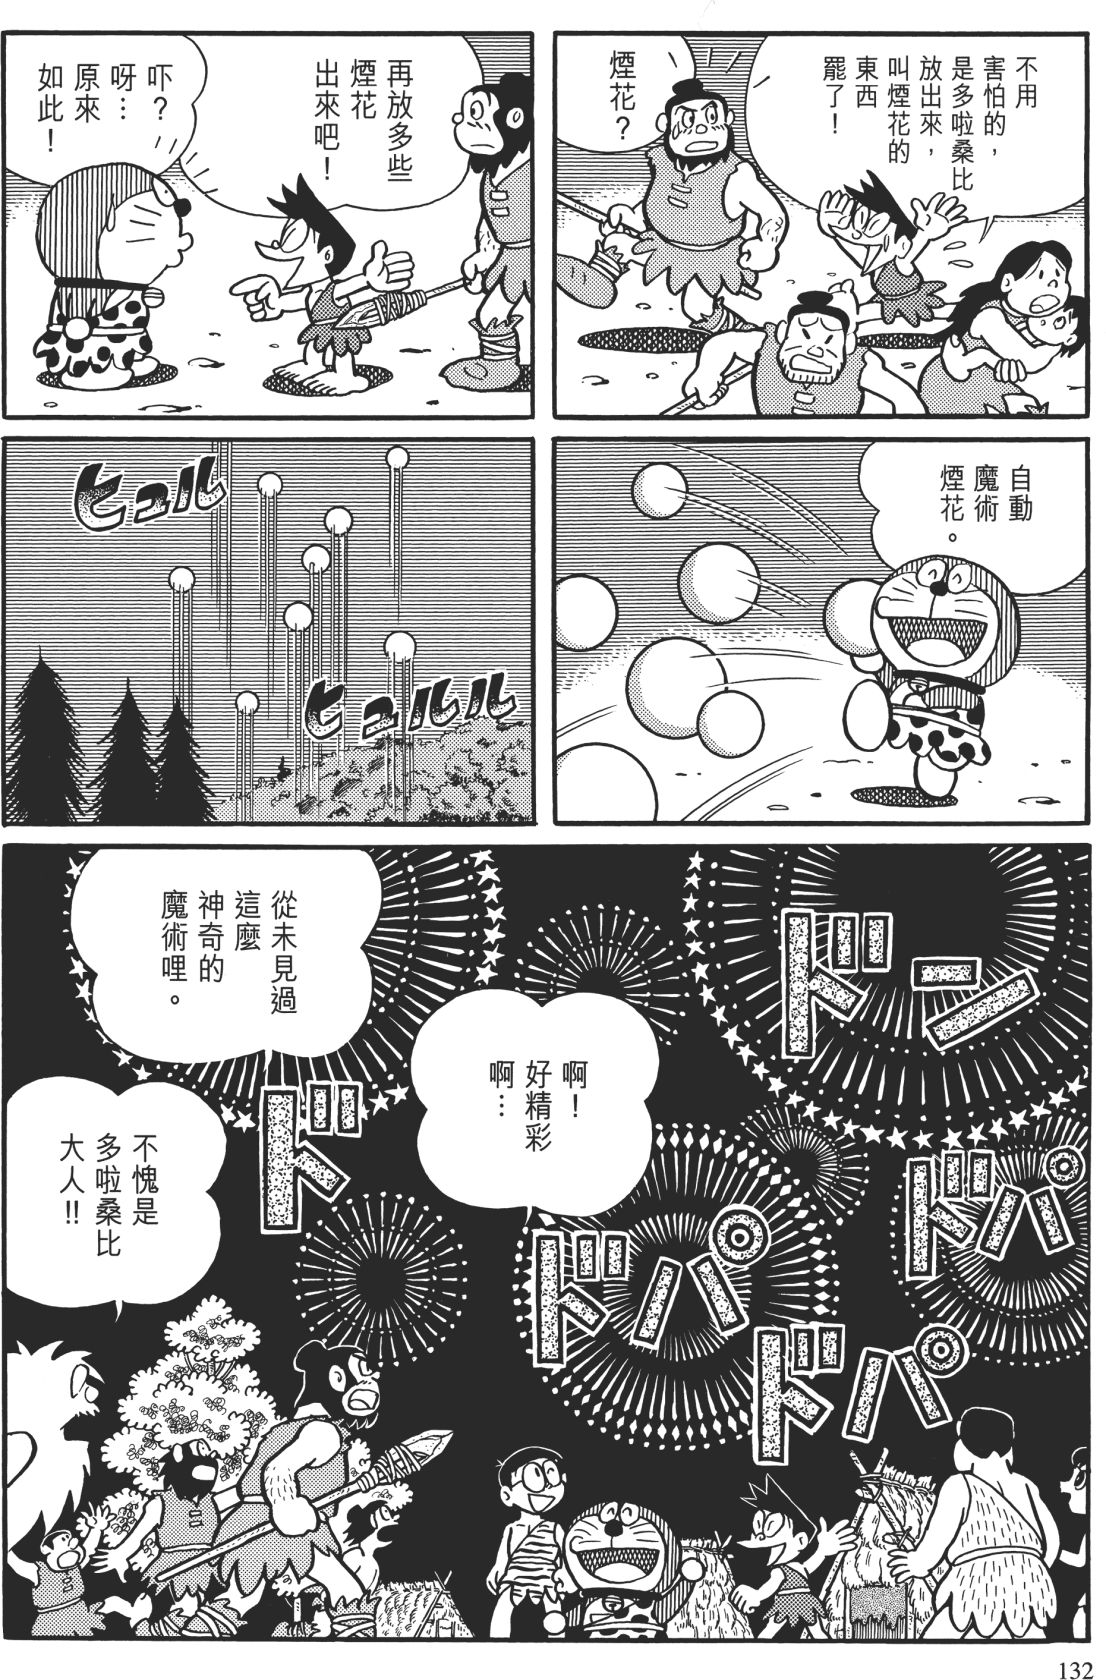 不用
害怕的，
是多啦桑比
放出來，
叫煙花的
東西
罷了！
煙花？
再放多些
煙花
出來吧！
吓？
呀…
原來
如此！
自動
魔術
煙花。
ヒュル
ヒュルル
ドン
ドパ
ドパ
ドパ
ド
啊！
好精彩
啊…
從未見過
這麼
神奇的
魔術哩。
不愧是
多啦桑比
大人!!
132